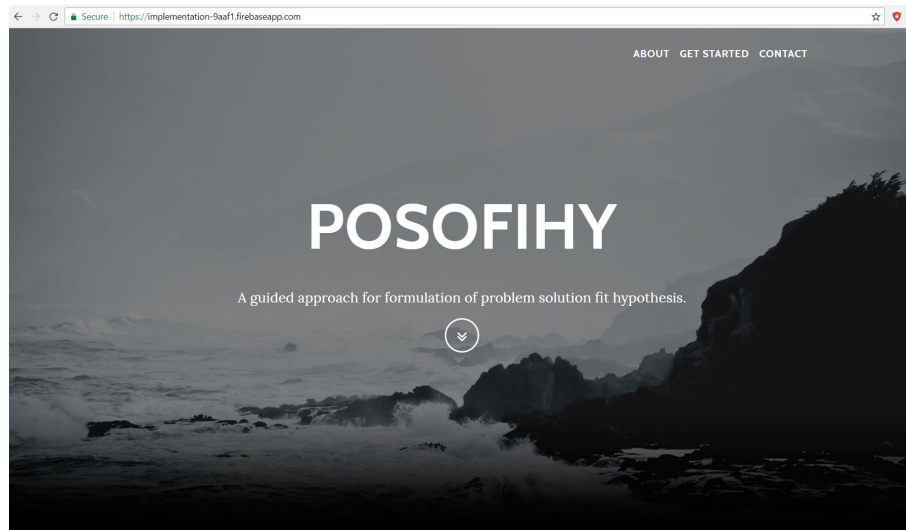 Secure | https://implementation-9aaf1.firebaseapp.com
ABOUT GET STARTED CONTACT
POSOFIHY
A guided approach for formulation of problem solution fit hypothesis.